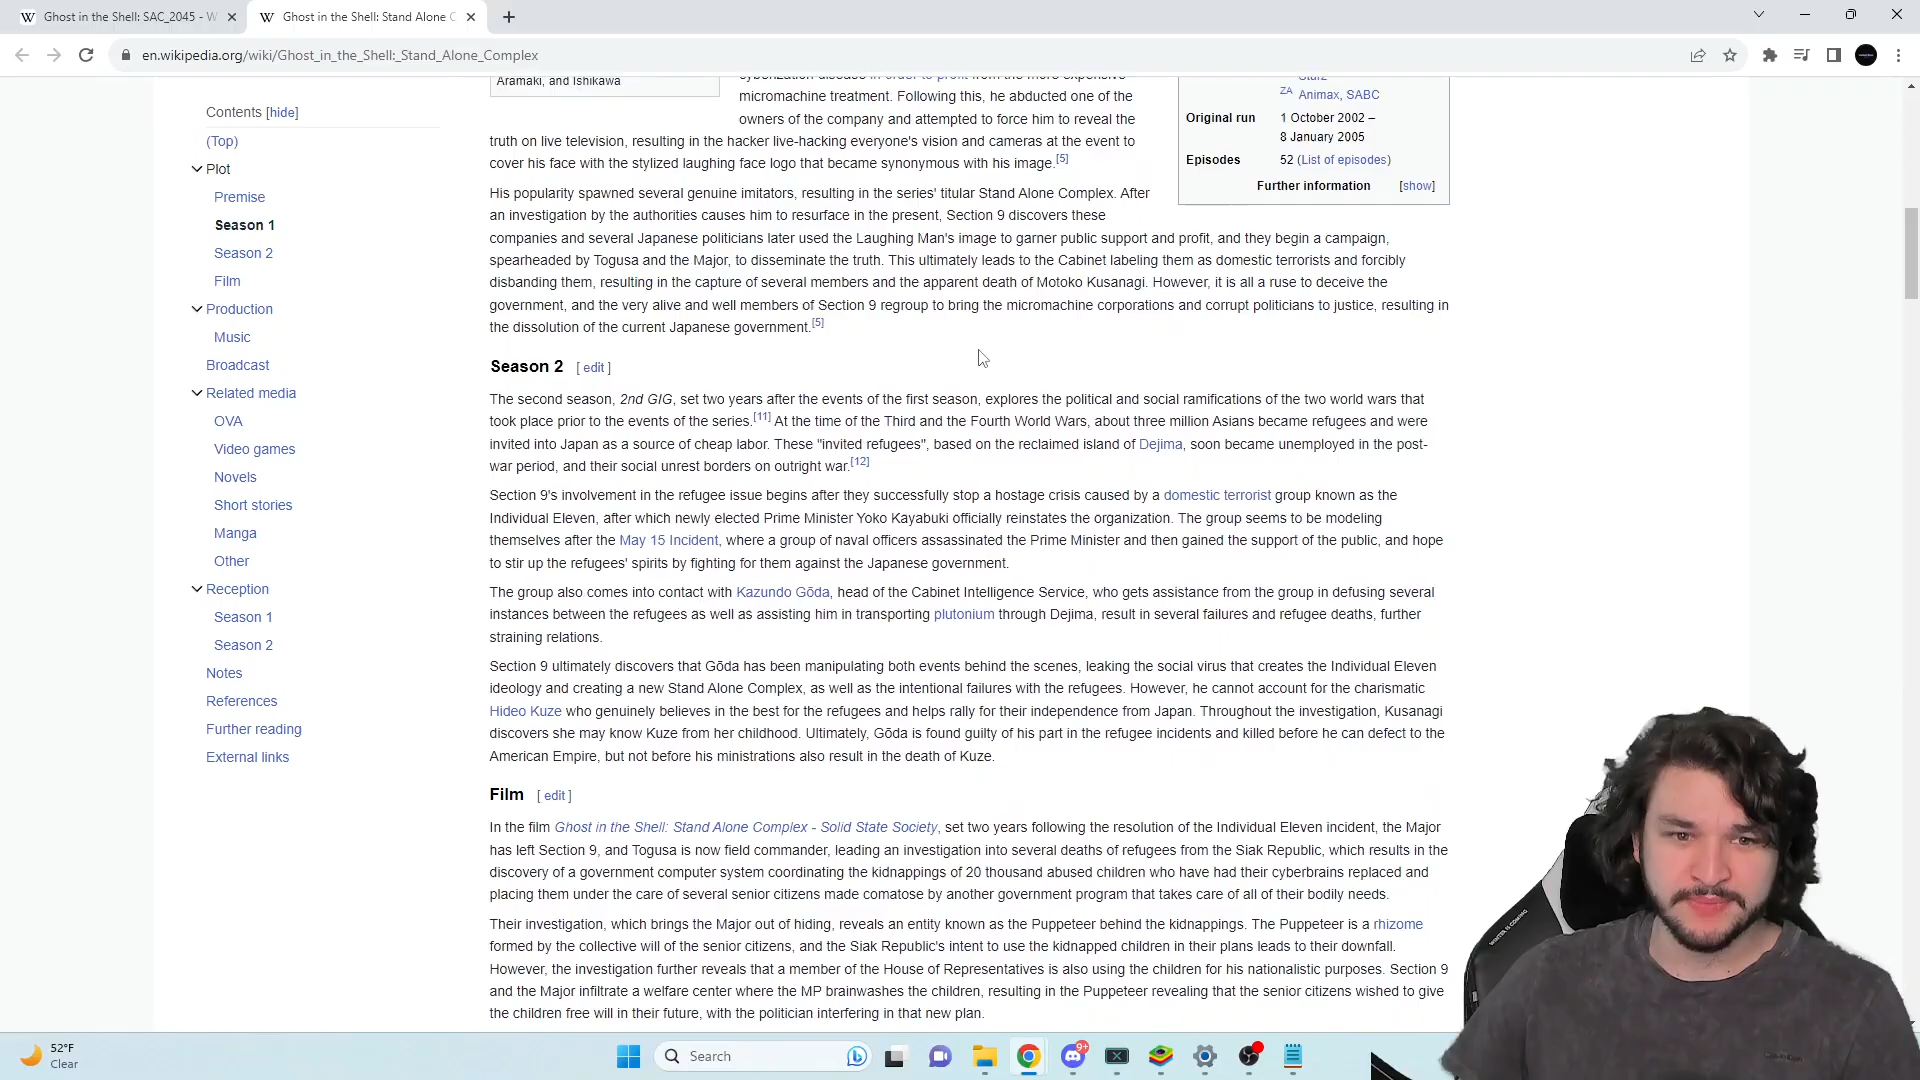 Ghost in the Shell: SAC_2045 - W
Ghost in the Shell: Stand Alone C
en.wikipedia.org/wiki/Ghost_in_the_Shell:_Stand_Alone_Complex
Contents [hide]
(Top)
Plot
Premise
Season 1
Season 2
Film
Production
Music
Broadcast
Related media
OVA
Video games
Novels
Short stories
Manga
Other
Reception
Season 1
Season 2
Notes
References
Further reading
External links
Aramaki, and Ishikawa
cyberization disease in order to profit from the more expensive
micromachine treatment. Following this, he abducted one of the
owners of the company and attempted to force him to reveal the
truth on live television, resulting in the hacker live-hacking everyone's vision and cameras at the event to
cover his face with the stylized laughing face logo that became synonymous with his image.[5]
Starz
ZA Animax, SABC
Original run 1 October 2002 –
8 January 2005
Episodes 52 (List of episodes)
Further information [show]
His popularity spawned several genuine imitators, resulting in the series' titular Stand Alone Complex. After
an investigation by the authorities causes him to resurface in the present, Section 9 discovers these
companies and several Japanese politicians later used the Laughing Man's image to garner public support and profit, and they begin a campaign,
spearheaded by Togusa and the Major, to disseminate the truth. This ultimately leads to the Cabinet labeling them as domestic terrorists and forcibly
disbanding them, resulting in the capture of several members and the apparent death of Motoko Kusanagi. However, it is all a ruse to deceive the
government, and the very alive and well members of Section 9 regroup to bring the micromachine corporations and corrupt politicians to justice, resulting in
the dissolution of the current Japanese government.[5]
Season 2 [ edit ]
The second season, 2nd GIG, set two years after the events of the first season, explores the political and social ramifications of the two world wars that
took place prior to the events of the series.[11] At the time of the Third and the Fourth World Wars, about three million Asians became refugees and were
invited into Japan as a source of cheap labor. These "invited refugees", based on the reclaimed island of Dejima, soon became unemployed in the post-
war period, and their social unrest borders on outright war.[12]
Section 9's involvement in the refugee issue begins after they successfully stop a hostage crisis caused by a domestic terrorist group known as the
Individual Eleven, after which newly elected Prime Minister Yoko Kayabuki officially reinstates the organization. The group seems to be modeling
themselves after the May 15 Incident, where a group of naval officers assassinated the Prime Minister and then gained the support of the public, and hope
to stir up the refugees' spirits by fighting for them against the Japanese government.
The group also comes into contact with Kazundo Gōda, head of the Cabinet Intelligence Service, who gets assistance from the group in defusing several
instances between the refugees as well as assisting him in transporting plutonium through Dejima, result in several failures and refugee deaths, further
straining relations.
Section 9 ultimately discovers that Gōda has been manipulating both events behind the scenes, leaking the social virus that creates the Individual Eleven
ideology and creating a new Stand Alone Complex, as well as the intentional failures with the refugees. However, he cannot account for the charismatic
Hideo Kuze who genuinely believes in the best for the refugees and helps rally for their independence from Japan. Throughout the investigation, Kusanagi
discovers she may know Kuze from her childhood. Ultimately, Gōda is found guilty of his part in the refugee incidents and killed before he can defect to the
American Empire, but not before his ministrations also result in the death of Kuze.
Film [ edit ]
In the film Ghost in the Shell: Stand Alone Complex - Solid State Society, set two years following the resolution of the Individual Eleven incident, the Major
has left Section 9, and Togusa is now field commander, leading an investigation into several deaths of refugees from the Siak Republic, which results in the
discovery of a government computer system coordinating the kidnappings of 20 thousand abused children who have had their cyberbrains replaced and
placing them under the care of several senior citizens made comatose by another government program that takes care of all of their bodily needs.
Their investigation, which brings the Major out of hiding, reveals an entity known as the Puppeteer behind the kidnappings. The Puppeteer is a rhizome
formed by the collective will of the senior citizens, and the Siak Republic's intent to use the kidnapped children in their plans leads to their downfall.
However, the investigation further reveals that a member of the House of Representatives is also using the children for his nationalistic purposes. Section 9
and the Major infiltrate a welfare center where the MP brainwashes the children, resulting in the Puppeteer revealing that the senior citizens wished to give
the children free will in their future, with the politician interfering in that new plan.
WINTER IS COMING
52°F
Clear
Search
9+